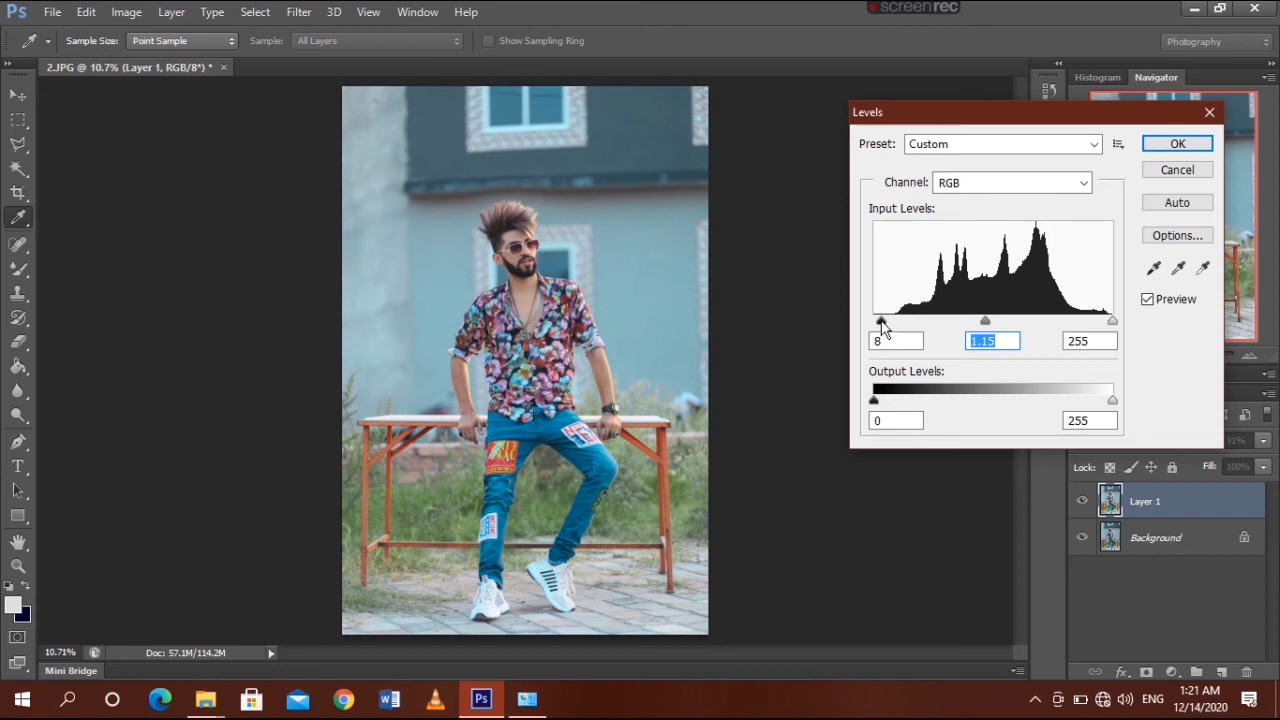 screenrec
Ps File Edit Image Layer Type Select Filter 3D View Window Help
Sample Size: Point Sample Sample: All Layers Show Sampling Ring Photography
2.JPG @ 10.7% (Layer 1, RGB/8*) * ×
Histogram Navigator
Levels
Preset: Custom OK
Cancel
Channel: RGB
Auto
Input Levels:
Options...
Preview
8 1.15 255
Output Levels:
0 255
Lock: Fill: 100%
Layer 1
Background
10.71% Doc: 57.1M/114.2M
Mini Bridge
1:21 AM
ENG
12/14/2020